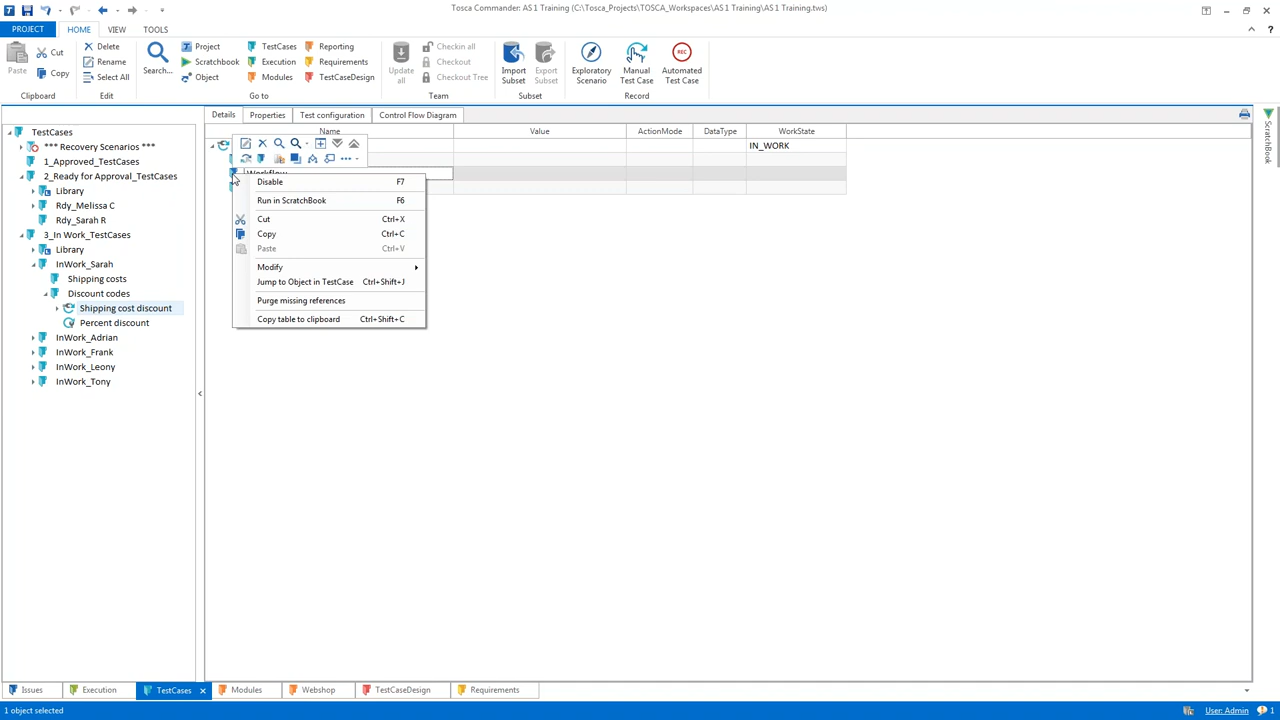 Tosca Commander: AS 1 Training (C:\Tosca_Projects\TOSCA_Workspaces\AS 1 Training\AS 1 Training.tws)
PROJECT
HOME
VIEW
TOOLS
Paste
Cut
Copy
Clipboard
Delete
Rename
Select All
Edit
Search...
Project
Scratchbook
Object
TestCases
Execution
Modules
Reporting
Requirements
TestCaseDesign
Go to
Update all
Checkin all
Checkout
Checkout Tree
Team
Import Subset
Export Subset
Subset
Exploratory Scenario
Manual Test Case
REC
Automated Test Case
Record
Details
Properties
Test configuration
Control Flow Diagram
Name
Value
ActionMode
DataType
WorkState
IN_WORK
Workflow
TestCases
*** Recovery Scenarios ***
1_Approved_TestCases
2_Ready for Approval_TestCases
Library
Rdy_Melissa C
Rdy_Sarah R
3_In Work_TestCases
Library
InWork_Sarah
Shipping costs
Discount codes
Shipping cost discount
Percent discount
InWork_Adrian
InWork_Frank
InWork_Leony
InWork_Tony
Disable F7
Run in ScratchBook F6
Cut Ctrl+X
Copy Ctrl+C
Paste Ctrl+V
Modify
Jump to Object in TestCase Ctrl+Shift+J
Purge missing references
Copy table to clipboard Ctrl+Shift+C
ScratchBook
Issues
Execution
TestCases
Modules
Webshop
TestCaseDesign
Requirements
1 object selected
User: Admin
1